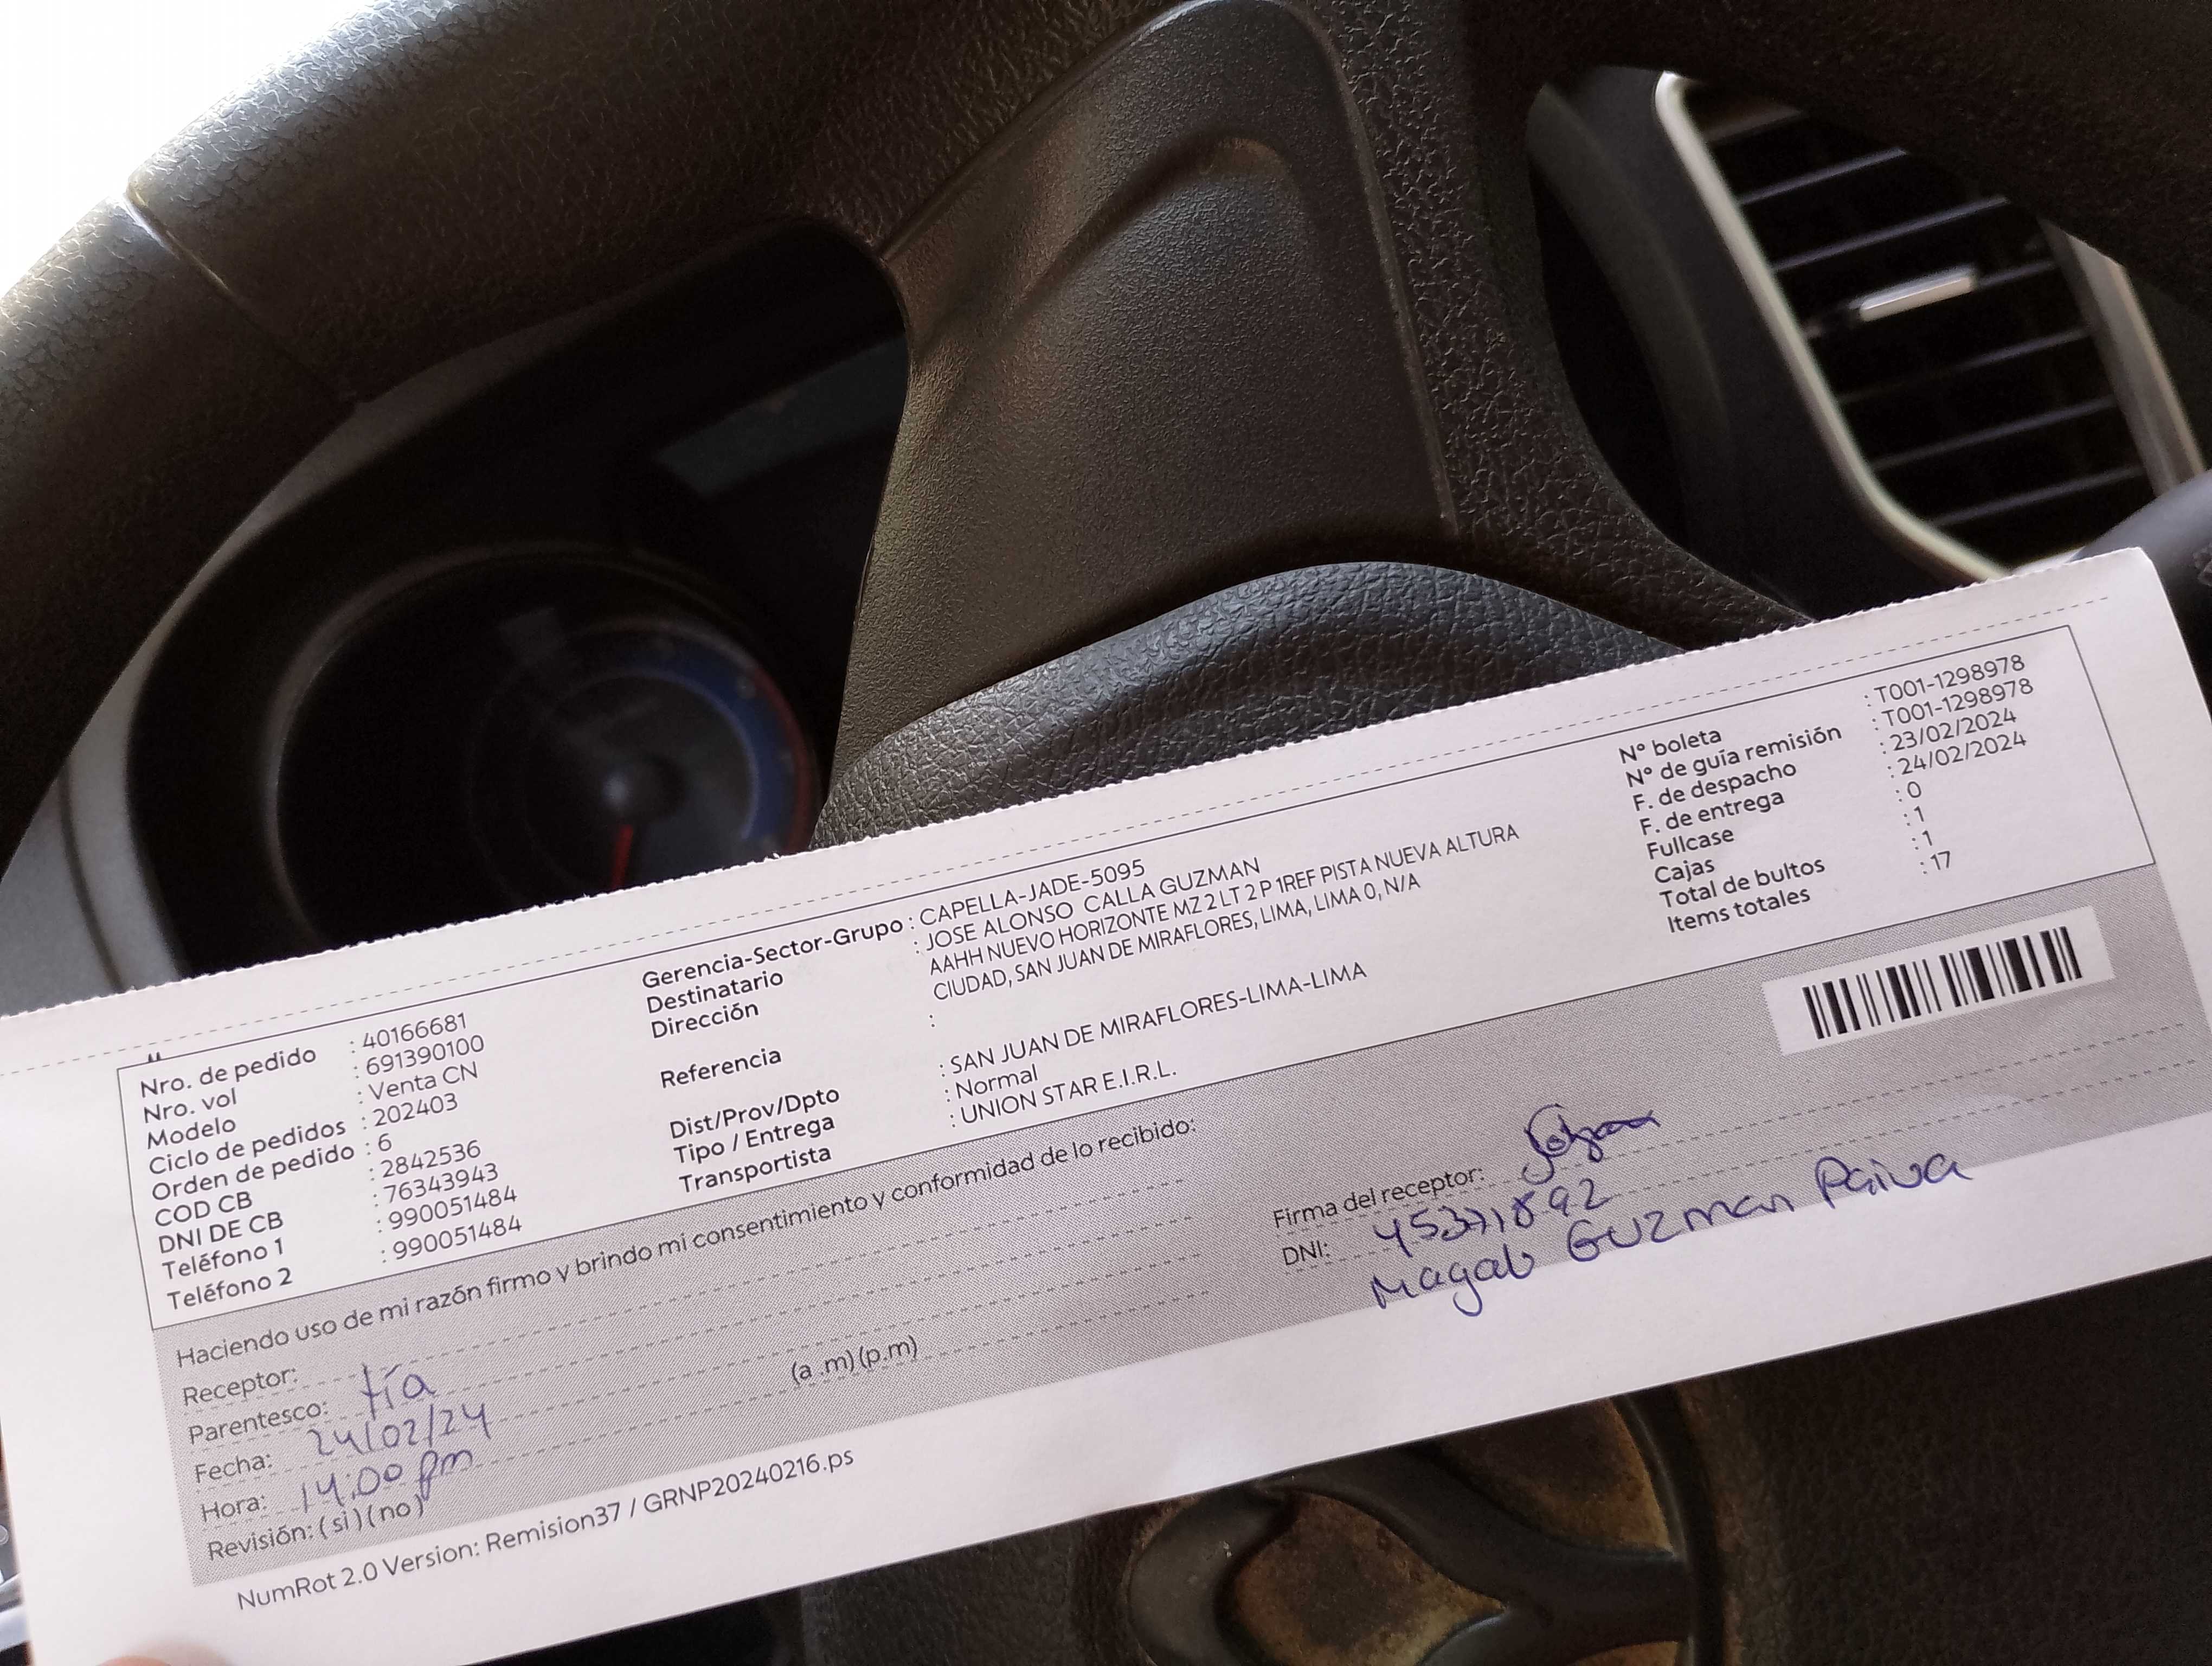 Nro. de pedido : 40166681
Nro. vol : 691390100
Modelo : Venta CN
Ciclo de pedidos : 202403
Orden de pedido : 6
COD CB : 2842536
DNI DE CB : 76343943
Teléfono 1 : 990051484
Teléfono 2 : 990051484
Gerencia-Sector-Grupo : CAPELLA-JADE-5095
Destinatario : JOSE ALONSO CALLA GUZMAN
Dirección : AAHH NUEVO HORIZONTE MZ 2 LT 2 P 1REF PISTA NUEVA ALTURA
CIUDAD, SAN JUAN DE MIRAFLORES, LIMA, LIMA 0, N/A
Referencia :
Dist/Prov/Dpto : SAN JUAN DE MIRAFLORES-LIMA-LIMA
Tipo / Entrega : Normal
Transportista : UNION STAR E.I.R.L.
N° boleta : T001-1298978
N° de guía remisión : T001-1298978
F. de despacho : 23/02/2024
F. de entrega : 24/02/2024
Fullcase : 0
Cajas : 1
Total de bultos : 1
Items totales : 17
Haciendo uso de mi razón firmo y brindo mi consentimiento y conformidad de lo recibido:
Receptor:
Parentesco: tía
Fecha: 24/02/24
Hora: 14:00 pm (a.m)(p.m)
Revisión: (si)(no)
Firma del receptor:
DNI:
Guzman Paiva
NumRot 2.0 Version: Remision37 / GRNP20240216.ps